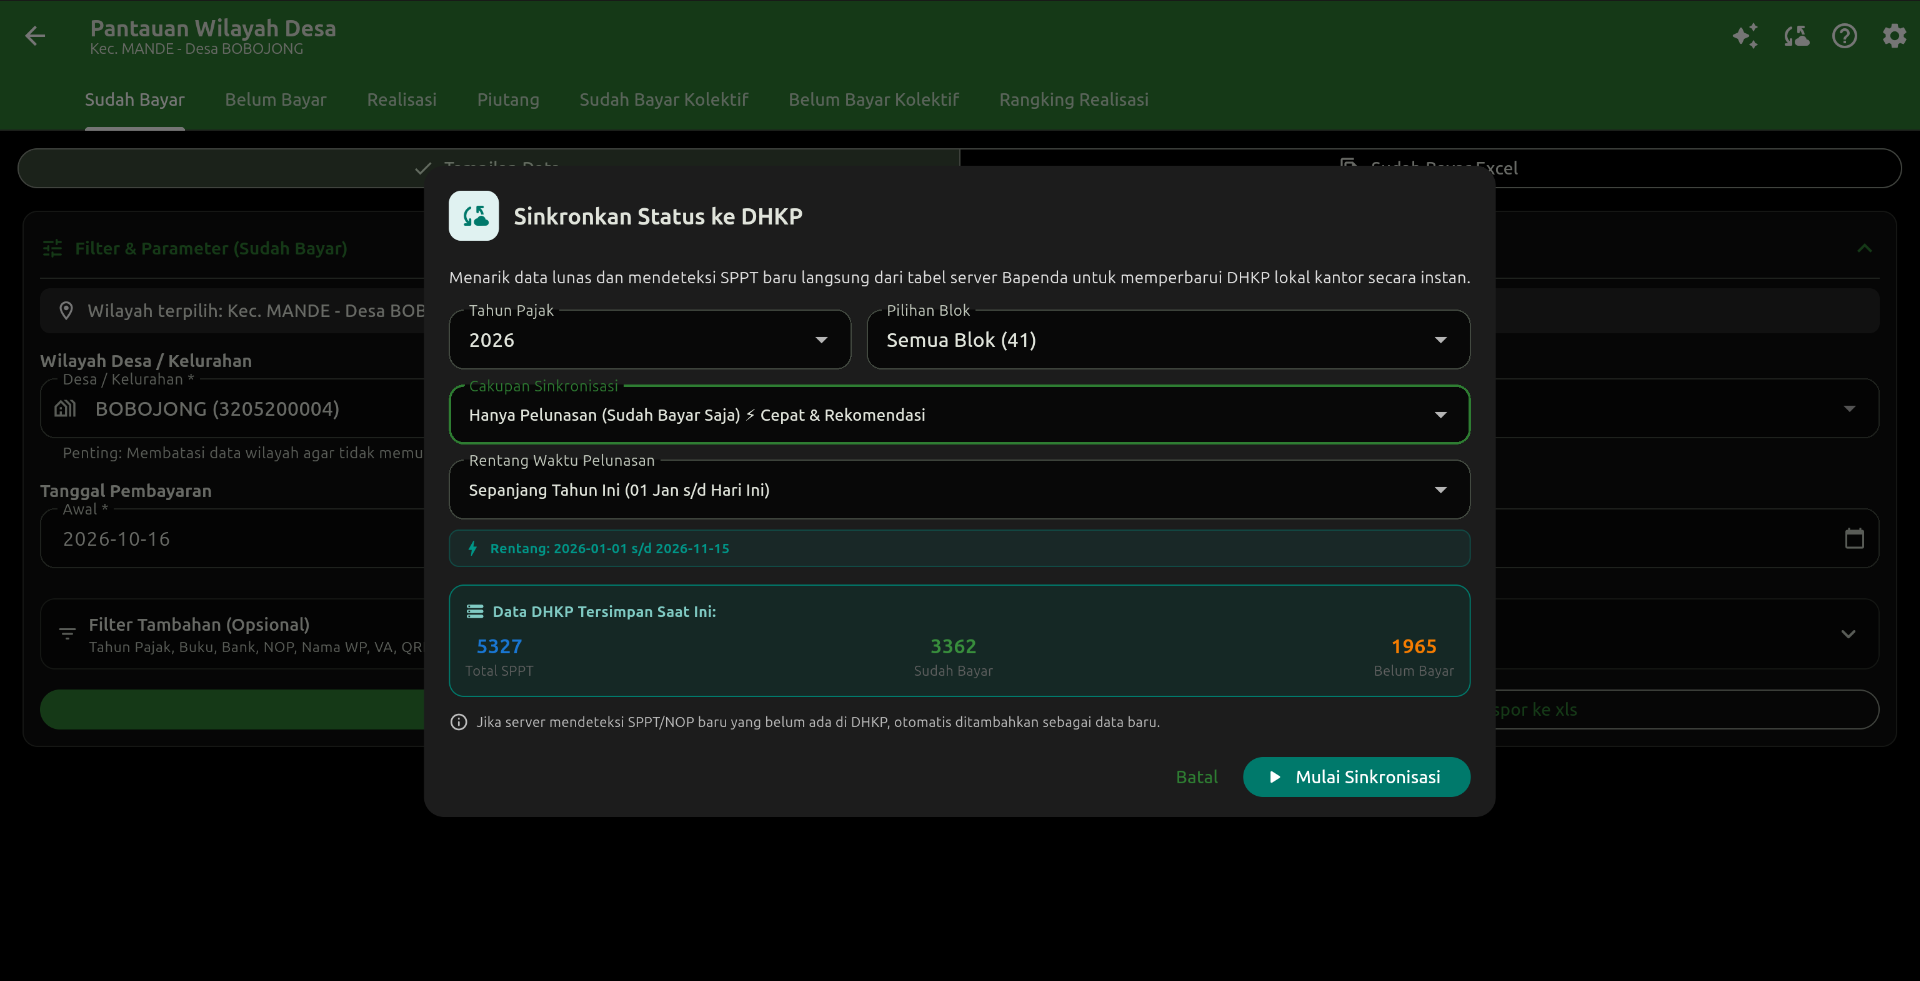 Pantauan Wilayah Desa
Kec. MANDE - Desa BOBOJONG
Sudah Bayar
Belum Bayar
Realisasi
Piutang
Sudah Bayar Kolektif
Belum Bayar Kolektif
Rangking Realisasi
Filter & Parameter (Sudah Bayar)
Wilayah terpilih: Kec. MANDE - Desa BOB
Wilayah Desa / Kelurahan
Desa / Kelurahan *
BOBOJONG (3205200004)
Penting: Membatasi data wilayah agar tidak memu
Tanggal Pembayaran
Awal *
2026-10-16
Filter Tambahan (Opsional)
Tahun Pajak, Buku, Bank, NOP, Nama WP, VA, QR
spor ke xls
Sinkronkan Status ke DHKP
Menarik data lunas dan mendeteksi SPPT baru langsung dari tabel server Bapenda untuk memperbarui DHKP lokal kantor secara instan.
Tahun Pajak
2026
Pilihan Blok
Semua Blok (41)
Cakupan Sinkronisasi
Hanya Pelunasan (Sudah Bayar Saja) ⚡ Cepat & Rekomendasi
Rentang Waktu Pelunasan
Sepanjang Tahun Ini (01 Jan s/d Hari Ini)
Rentang: 2026-01-01 s/d 2026-11-15
Data DHKP Tersimpan Saat Ini:
5327
Total SPPT
3362
Sudah Bayar
1965
Belum Bayar
Jika server mendeteksi SPPT/NOP baru yang belum ada di DHKP, otomatis ditambahkan sebagai data baru.
Batal
Mulai Sinkronisasi